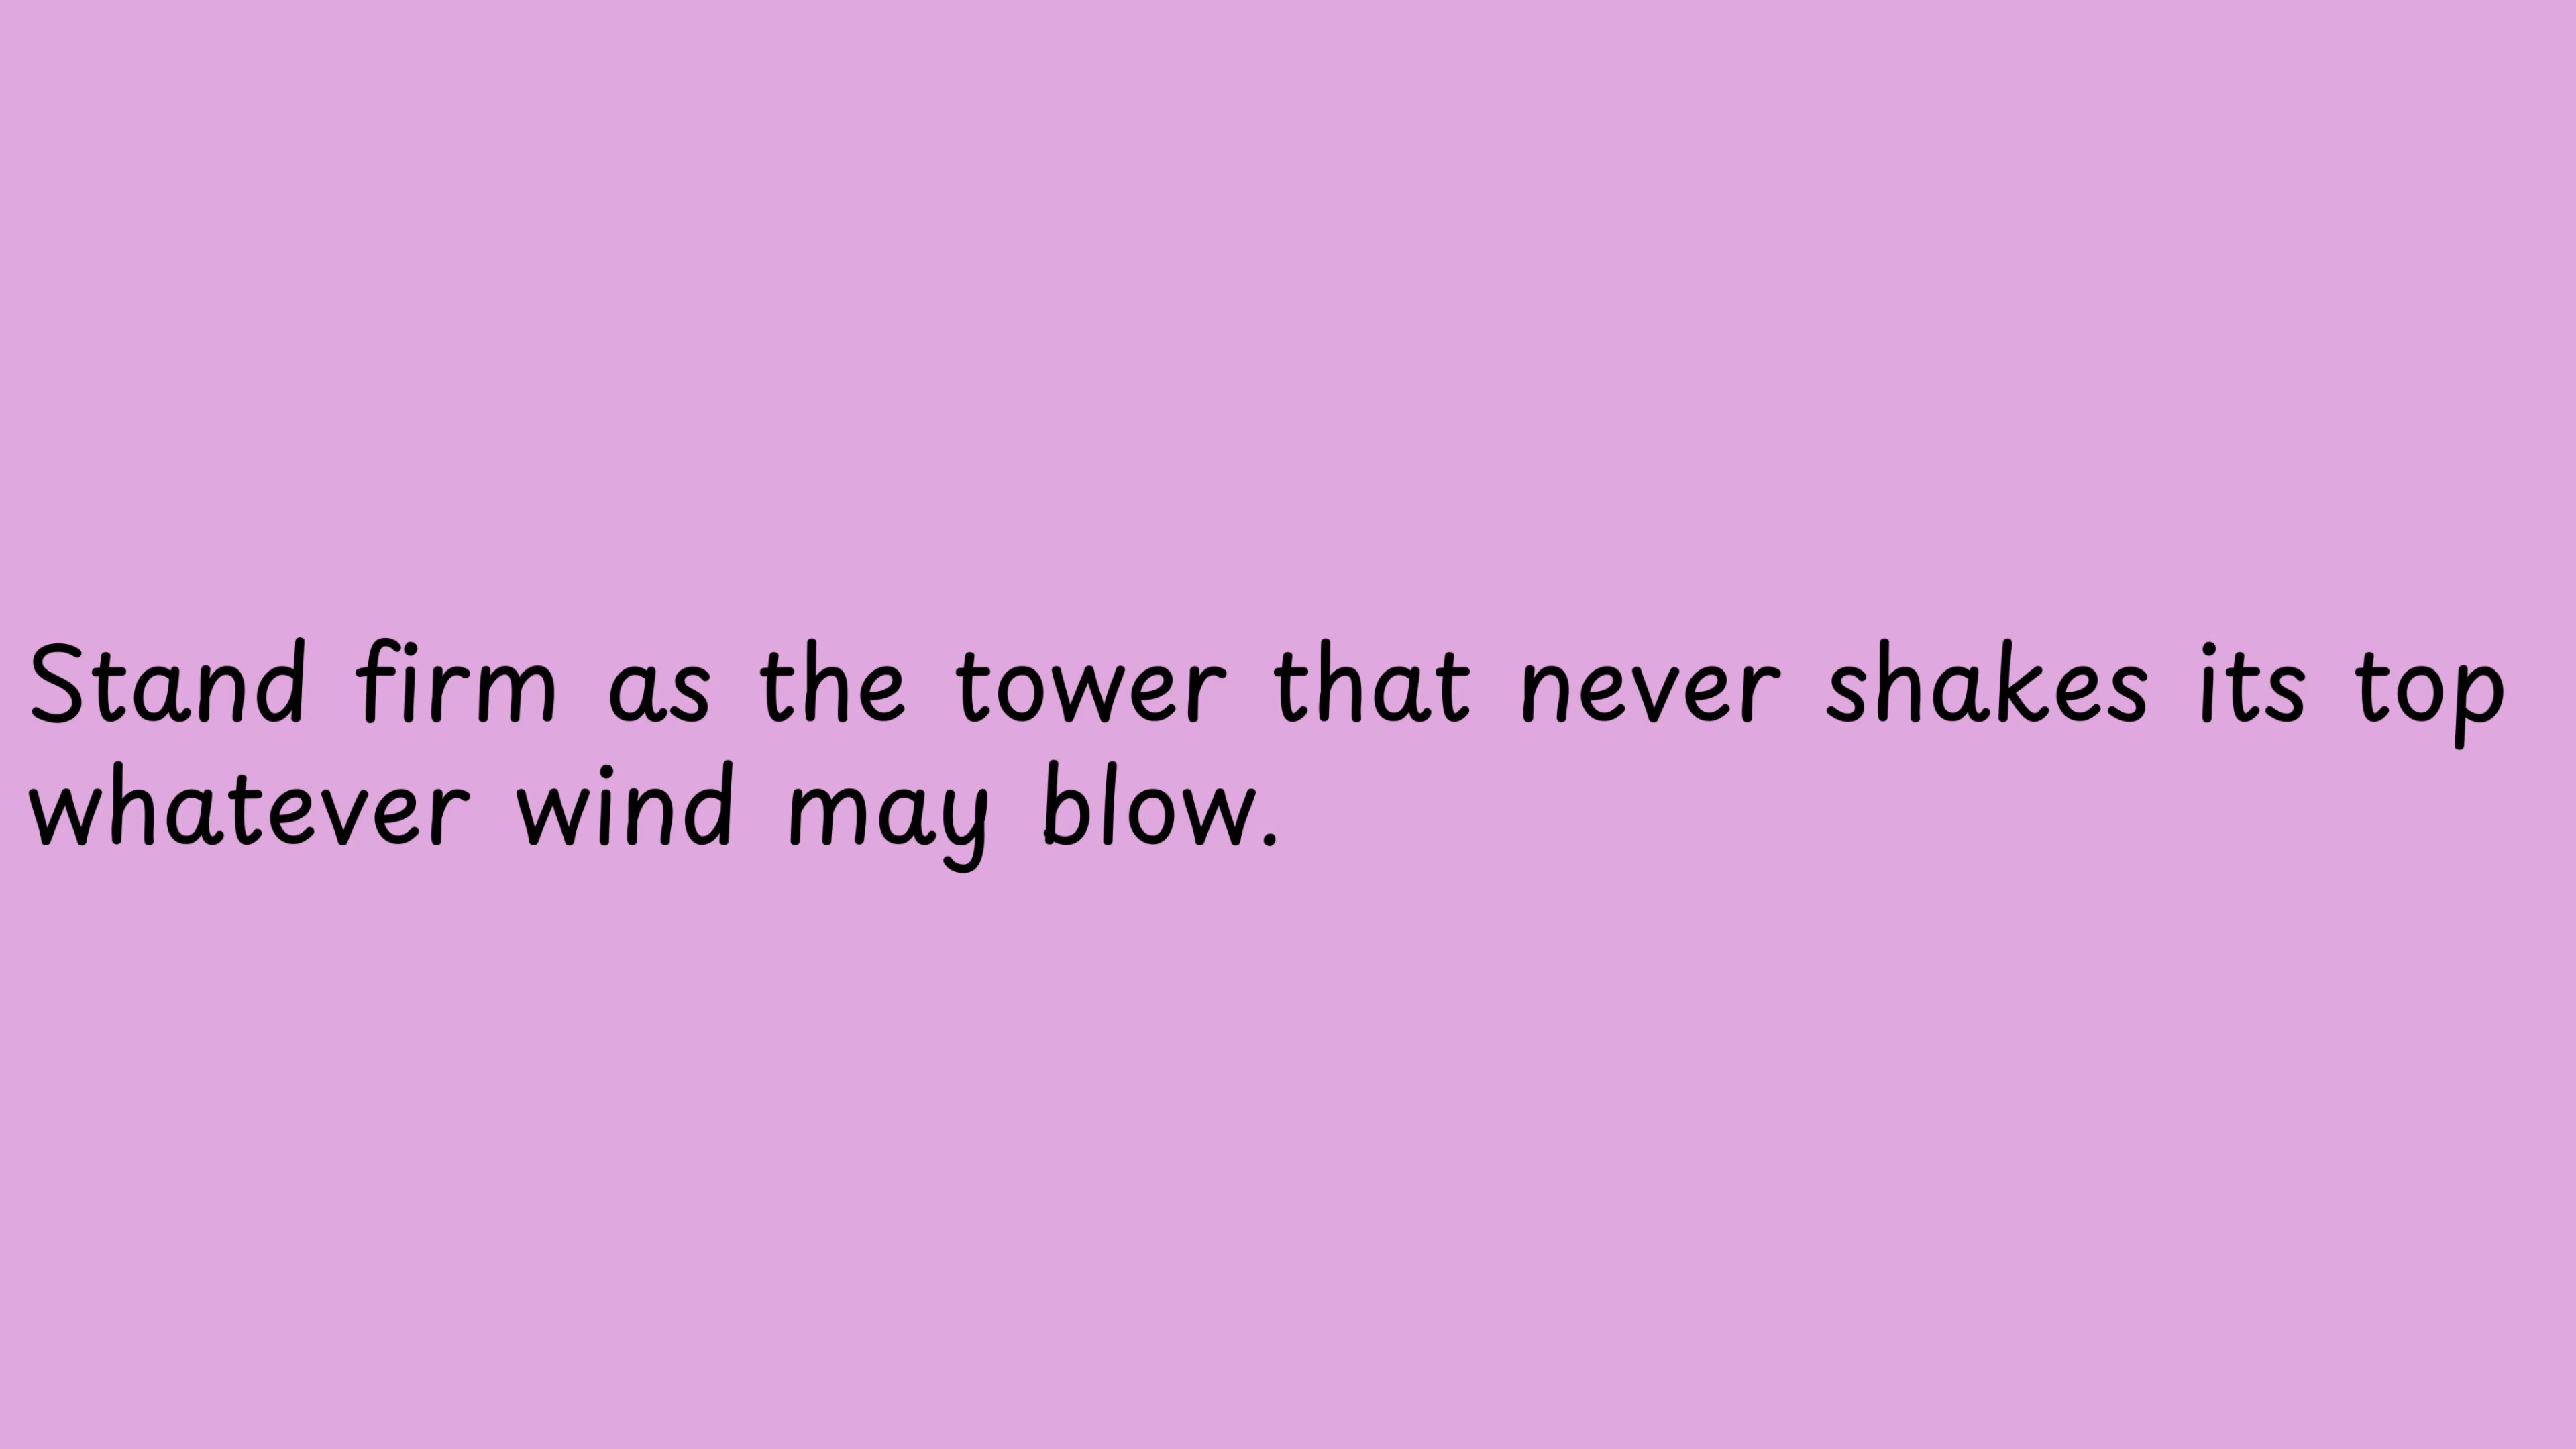 Stand firm as the tower that never shakes its top
whatever wind may blow.